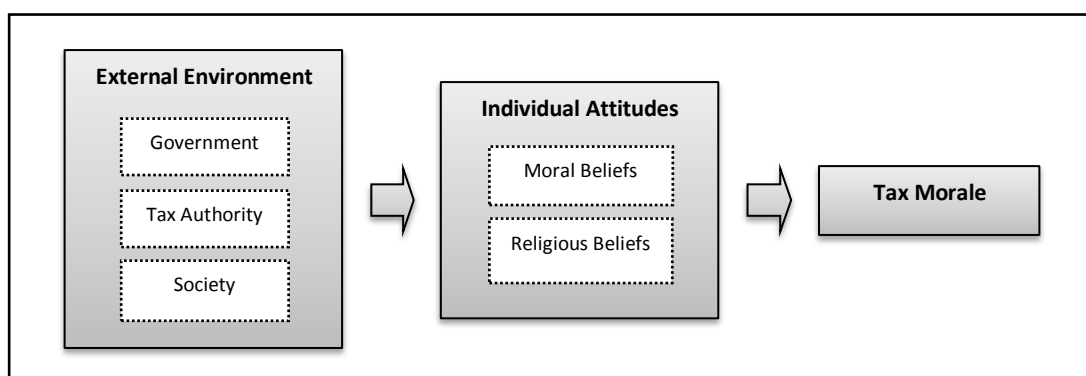 External Environment
Government
Tax Authority
Society
Individual Attitudes
Moral Beliefs
Religious Beliefs
Tax Morale